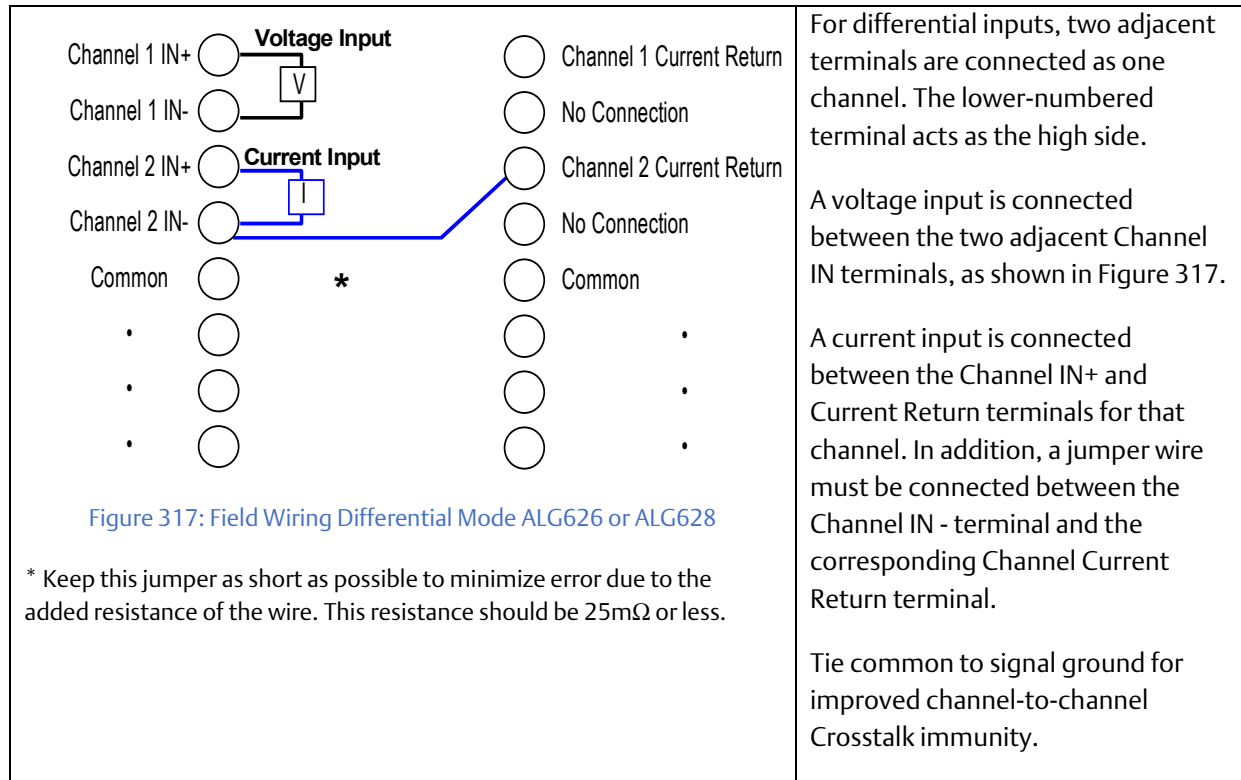 Voltage Input
Channel 1 IN+
V
Channel 1 Current Return
Channel 1 IN-
No Connection
Channel 2 IN+
Current Input
I
Channel 2 Current Return
Channel 2 IN-
No Connection
Common
*
Common
•
•
•
•
•
•
Figure 317: Field Wiring Differential Mode ALG626 or ALG628
* Keep this jumper as short as possible to minimize error due to the
added resistance of the wire. This resistance should be 25mΩ or less.
For differential inputs, two adjacent
terminals are connected as one
channel. The lower-numbered
terminal acts as the high side.
A voltage input is connected
between the two adjacent Channel
IN terminals, as shown in Figure 317.
A current input is connected
between the Channel IN+ and
Current Return terminals for that
channel. In addition, a jumper wire
must be connected between the
Channel IN - terminal and the
corresponding Channel Current
Return terminal.
Tie common to signal ground for
improved channel-to-channel
Crosstalk immunity.